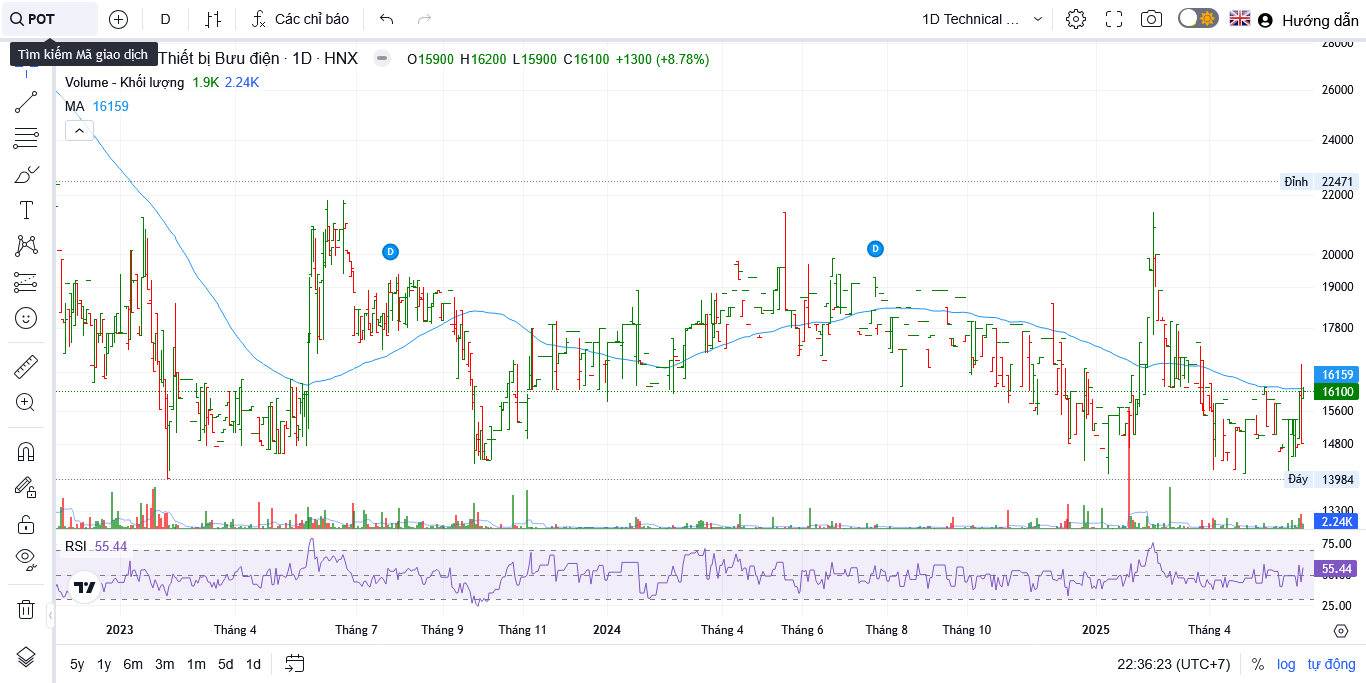 POT
D
Các chỉ báo
1D Technical ...
Hướng dẫn
Tìm kiếm Mã giao dịch
Thiết bị Bưu điện · 1D · HNX
O15900 H16200 L15900 C16100 +1300 (+8.78%)
Volume - Khối lượng 1.9K 2.24K
MA 16159
28000
26000
24000
Đỉnh 22471
22000
20000
19000
17800
16159
16100
15600
14800
Đáy 13984
13300
2.24K
D
D
RSI 55.44
75.00
55.44
25.00
2023
Tháng 4
Tháng 7
Tháng 9
Tháng 11
2024
Tháng 4
Tháng 6
Tháng 8
Tháng 10
2025
Tháng 4
5y 1y 6m 3m 1m 5d 1d
22:36:23 (UTC+7)
% log tự động